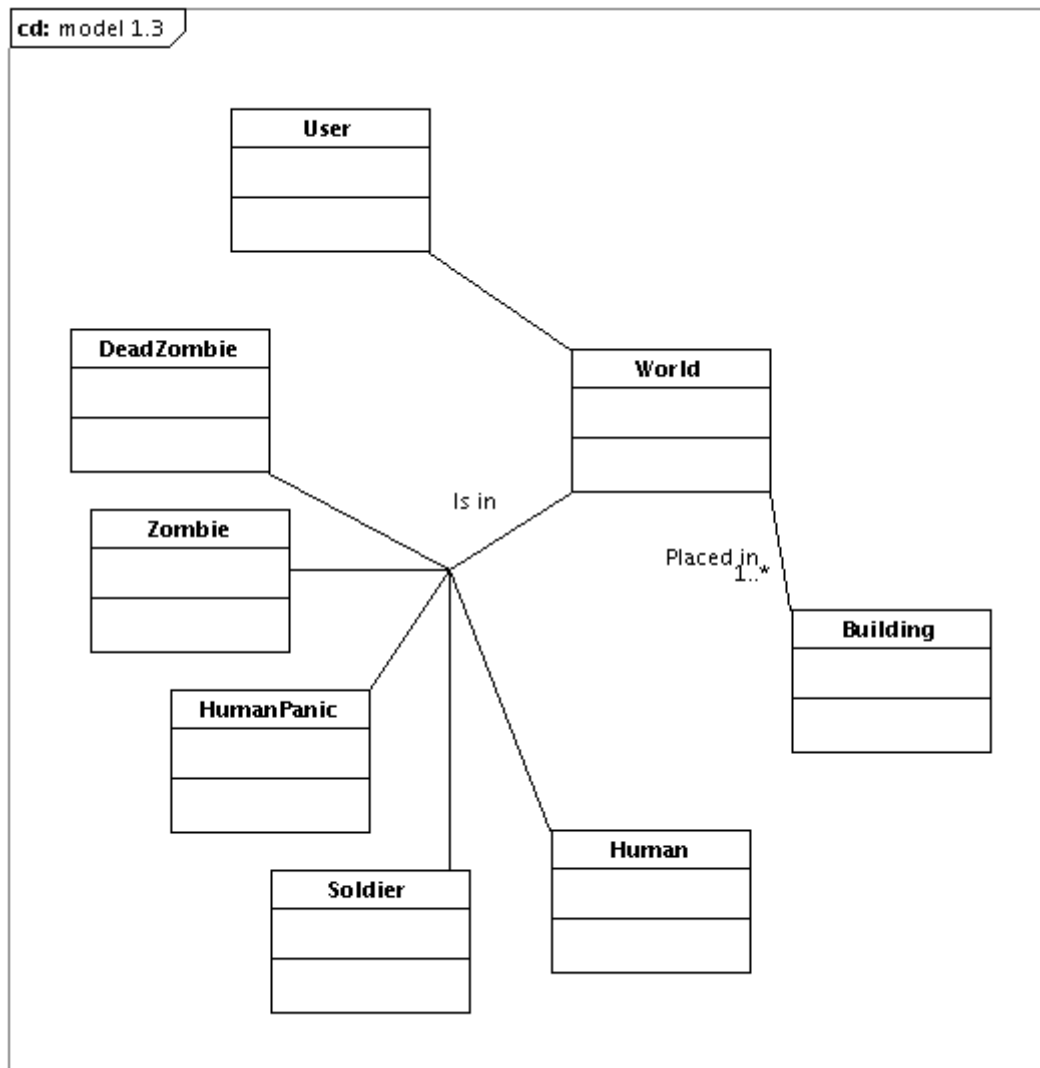 cd: model 1.3
User
DeadZombie
World
Is in
Zombie
Placed in
1..*
Building
HumanPanic
Human
Soldier